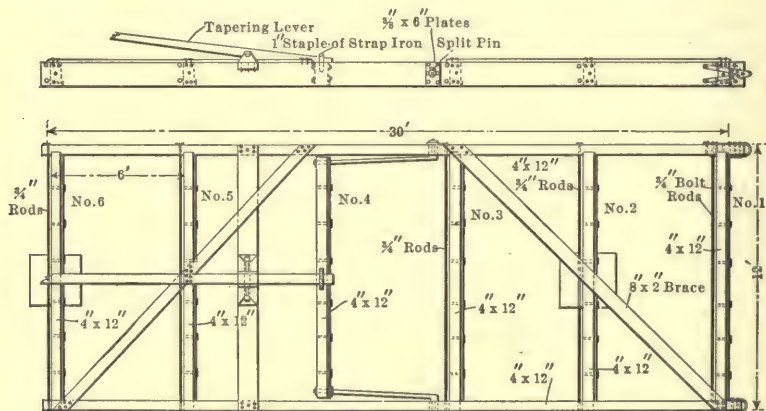 Tapering Lever
1" Staple of Strap Iron
⅜" x 6" Plates
Split Pin
30'
6'
¾" Rods
No.6
No.5
No.4
¾" Rods
No.3
4" x 12"
¾" Rods
No.2
¾" Bolt Rods
No.1
4" x 12"
12'
8" x 2" Brace
4" x 12"
4" x 12"
4" x 12"
4" x 12"
4" x 12"
4" x 12"